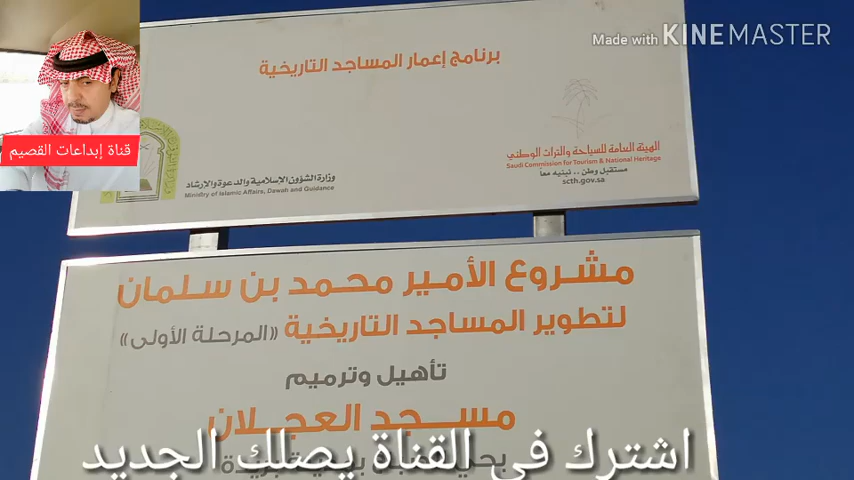 Made with KINEMASTER
برنامج إعمار المساجد التاريخية
قناة إبداعات القصيم
الهيئة العامة للسياحة والتراث الوطني
Saudi Commission for Tourism & National Heritage
مستقبل وطن .. نبنيه معاً
scth.gov.sa
وزارة الشؤون الإسلامية والدعوة والإرشاد
Ministry of Islamic Affairs, Dawah and Guidance
مشروع الأمير محمد بن سلمان
لتطوير المساجد التاريخية «المرحلة الأولى»
تأهيل وترميم
مسجد العجلان
بريدة
اشترك في القناة يصلك الجديد